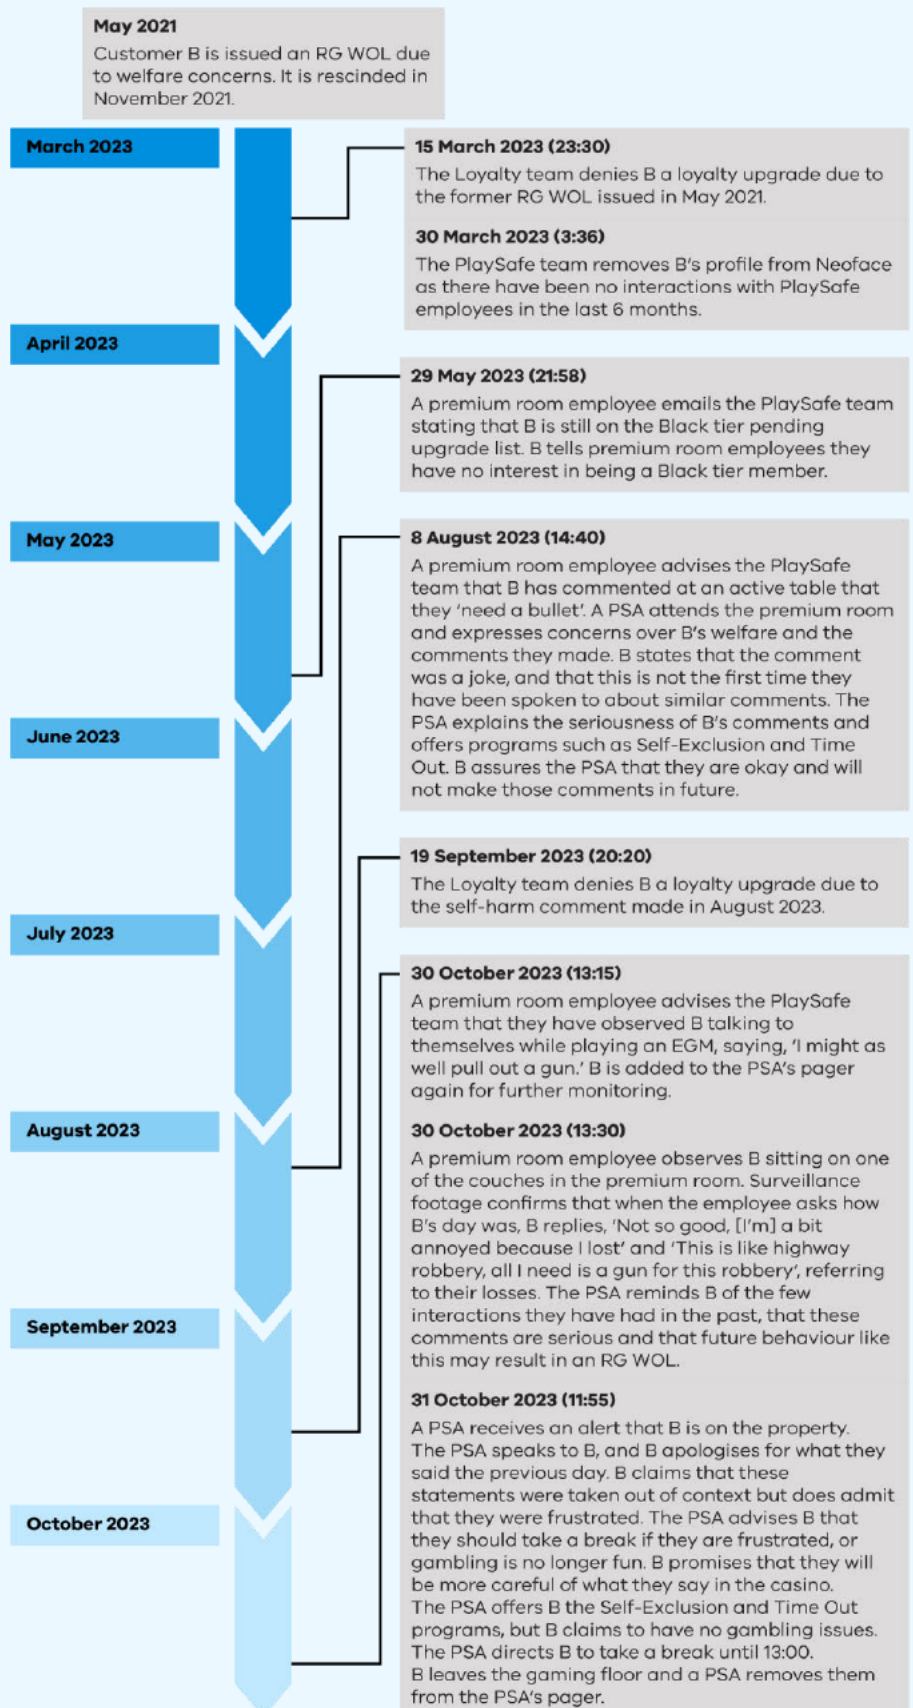 May 2021
Customer B is issued an RG WOL due
to welfare concerns. It is rescinded in
November 2021.
March 2023
15 March 2023 (23:30)
The Loyalty team denies B a loyalty upgrade due to
the former RG WOL issued in May 2021.
30 March 2023 (3:36)
The PlaySafe team removes B's profile from Neoface
as there have been no interactions with PlaySafe
employees in the last 6 months.
April 2023
29 May 2023 (21:58)
A premium room employee emails the PlaySafe team
stating that B is still on the Black tier pending
upgrade list. B tells premium room employees they
have no interest in being a Black tier member.
May 2023
8 August 2023 (14:40)
A premium room employee advises the PlaySafe
team that B has commented at an active table that
they 'need a bullet'. A PSA attends the premium room
and expresses concerns over B's welfare and the
comments they made. B states that the comment
was a joke, and that this is not the first time they
have been spoken to about similar comments. The
PSA explains the seriousness of B's comments and
offers programs such as Self-Exclusion and Time
Out. B assures the PSA that they are okay and will
not make those comments in future.
June 2023
19 September 2023 (20:20)
The Loyalty team denies B a loyalty upgrade due to
the self-harm comment made in August 2023.
July 2023
30 October 2023 (13:15)
A premium room employee advises the PlaySafe
team that they have observed B talking to
themselves while playing an EGM, saying, 'I might as
well pull out a gun.' B is added to the PSA's pager
again for further monitoring.
August 2023
30 October 2023 (13:30)
A premium room employee observes B sitting on one
of the couches in the premium room. Surveillance
footage confirms that when the employee asks how
B's day was, B replies, 'Not so good, [I'm] a bit
annoyed because I lost' and 'This is like highway
robbery, all I need is a gun for this robbery', referring
to their losses. The PSA reminds B of the few
interactions they have had in the past, that these
comments are serious and that future behaviour like
this may result in an RG WOL.
September 2023
31 October 2023 (11:55)
A PSA receives an alert that B is on the property.
The PSA speaks to B, and B apologises for what they
said the previous day. B claims that these
statements were taken out of context but does admit
that they were frustrated. The PSA advises B that
they should take a break if they are frustrated, or
gambling is no longer fun. B promises that they will
be more careful of what they say in the casino.
The PSA offers B the Self-Exclusion and Time Out
programs, but B claims to have no gambling issues.
The PSA directs B to take a break until 13:00.
B leaves the gaming floor and a PSA removes them
from the PSA's pager.
October 2023